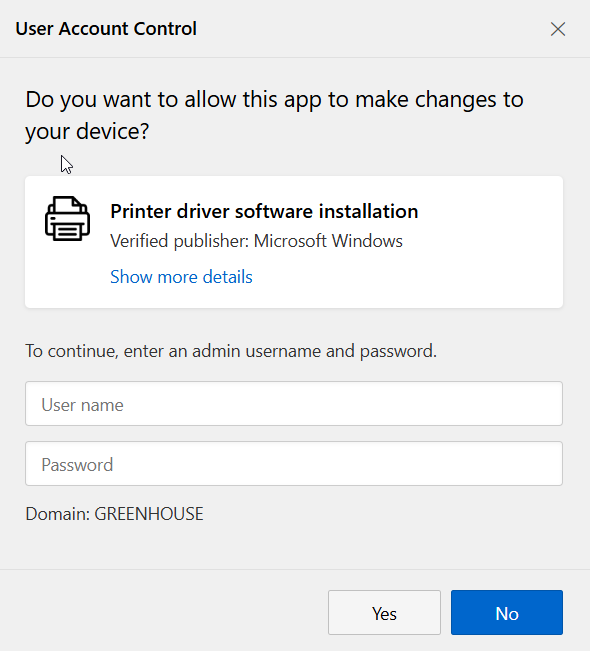 User Account Control
Do you want to allow this app to make changes to
your device?
Printer driver software installation
Verified publisher: Microsoft Windows
Show more details
To continue, enter an admin username and password.
User name
Password
Domain: GREENHOUSE
Yes
No